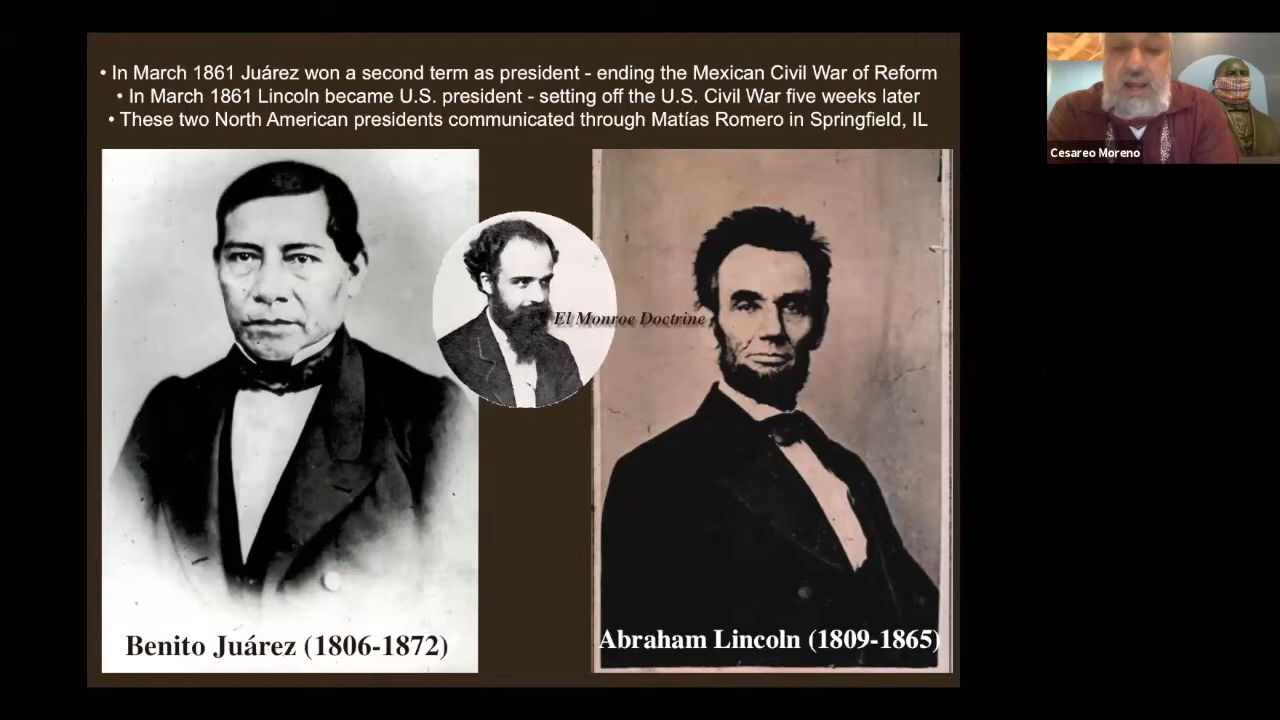 • In March 1861 Juárez won a second term as president - ending the Mexican Civil War of Reform
• In March 1861 Lincoln became U.S. president - setting off the U.S. Civil War five weeks later
• These two North American presidents communicated through Matías Romero in Springfield, IL
El Monroe Doctrine
Benito Juárez (1806-1872)
Abraham Lincoln (1809-1865)
Cesareo Moreno